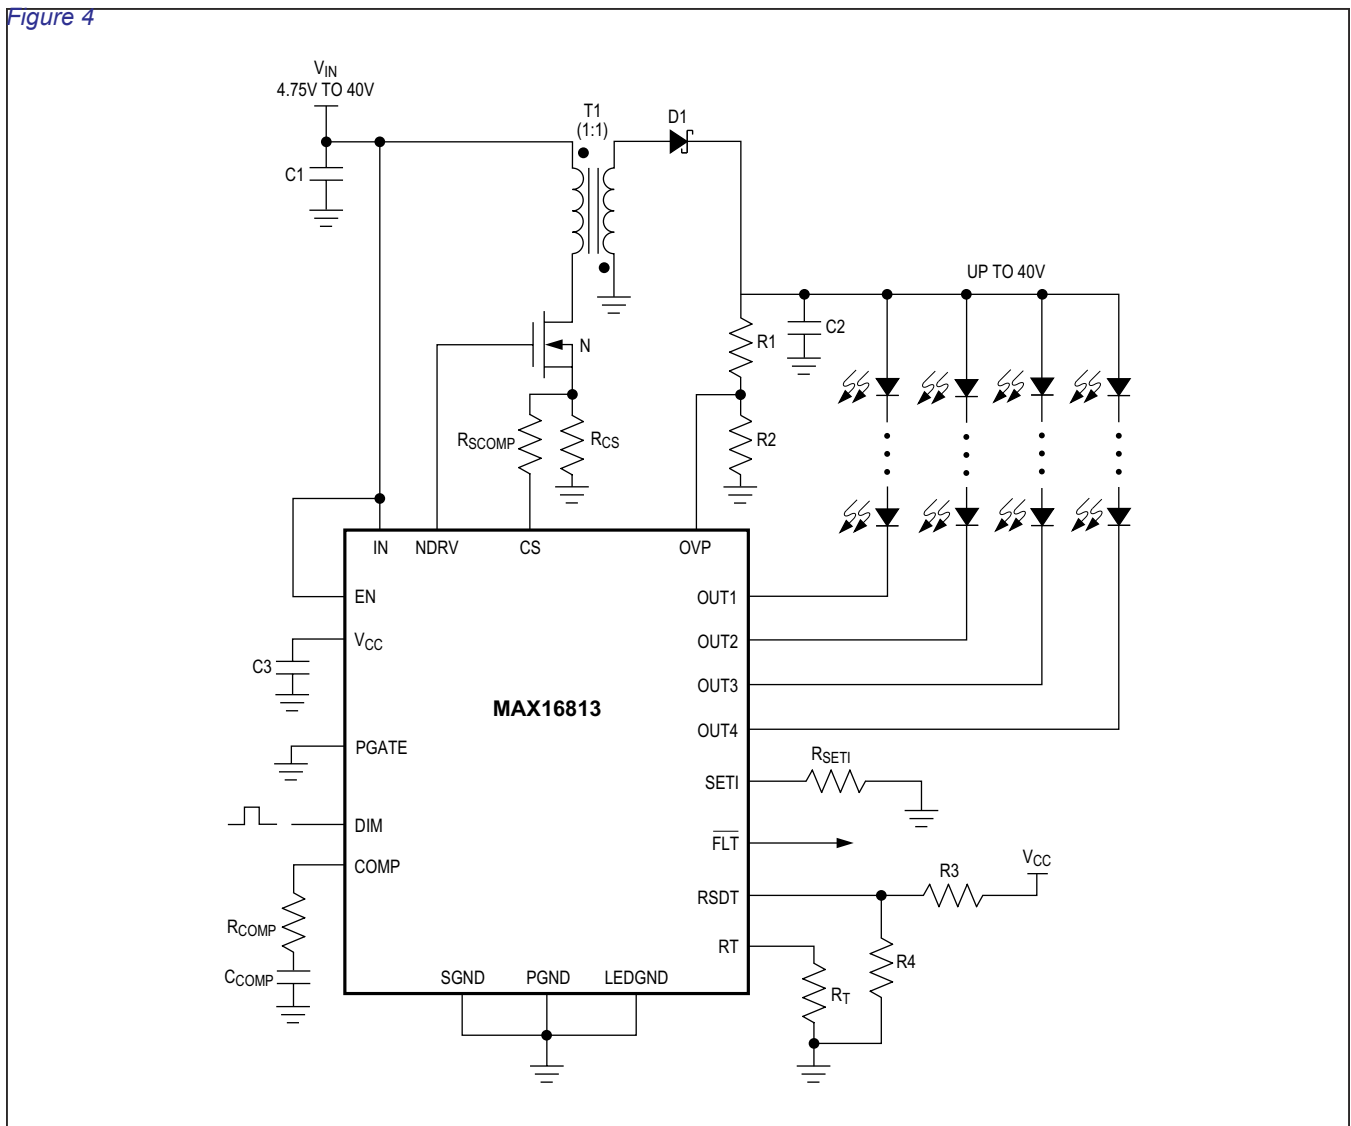 Figure 4
VIN
4.75V TO 40V
T1
(1:1)
D1
C1
UP TO 40V
C2
R1
N
RSCOMP
RCS
R2
IN
NDRV
CS
OVP
EN
OUT1
VCC
OUT2
C3
OUT3
MAX16813
OUT4
PGATE
RSETI
SETI
DIM
FLT
COMP
VCC
R3
RSDT
RCOMP
RT
R4
CCOMP
SGND
PGND
LEDGND
RT